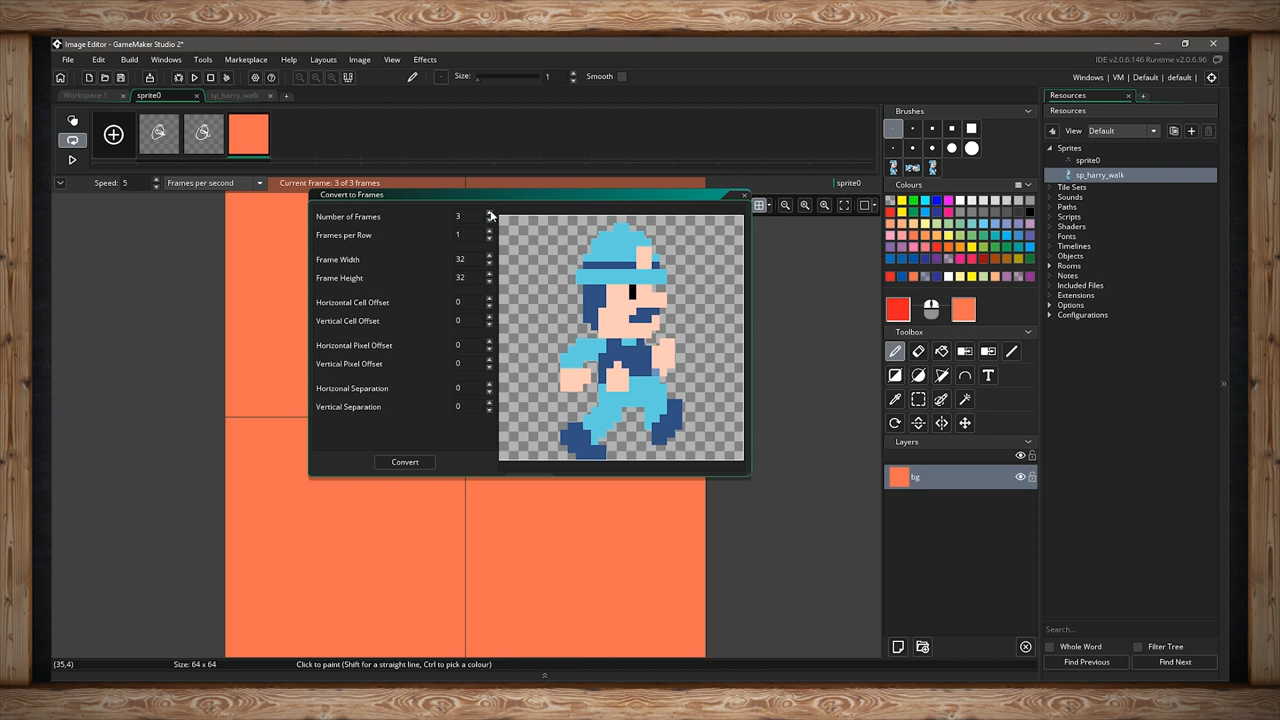 Image Editor - GameMaker Studio 2*
File Edit Build Windows Tools Marketplace Help Layouts Image View Effects
IDE v2.0.6.146 Runtime v2.0.6.96
Size: 1 Smooth
Windows | VM | Default | default |
Workspace 1 sprite0 sp_harry_walk
Resources
Brushes
Resources
View Default
Sprites
sprite0
sp_harry_walk
Tile Sets
Sounds
Paths
Scripts
Shaders
Fonts
Timelines
Objects
Rooms
Notes
Included Files
Extensions
Options
Configurations
Speed: 5 Frames per second Current Frame: 3 of 3 frames sprite0
Convert to Frames
Number of Frames 3
Frames per Row 1
Frame Width 32
Frame Height 32
Horizontal Cell Offset 0
Vertical Cell Offset 0
Horizontal Pixel Offset 0
Vertical Pixel Offset 0
Horizonal Separation 0
Vertical Separation 0
Convert
Colours
Toolbox
T
Layers
bg
Search...
Whole Word Filter Tree
Find Previous Find Next
(35,4) Size: 64 x 64 Click to paint (Shift for a straight line, Ctrl to pick a colour)